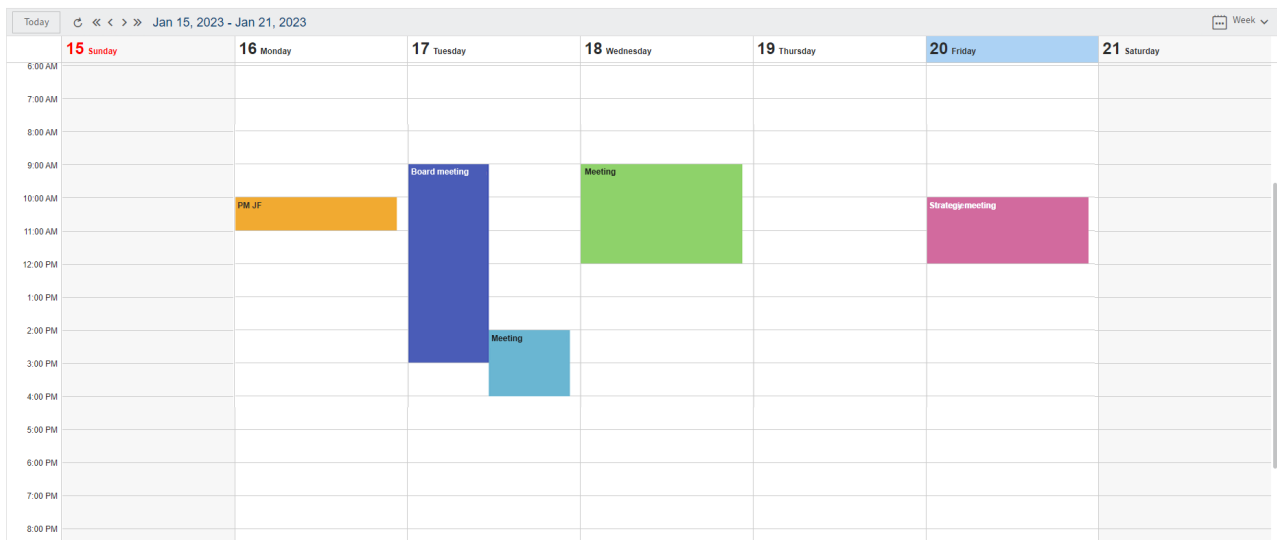 Today Jan 15, 2023 - Jan 21, 2023 Week
15 Sunday 16 Monday 17 Tuesday 18 Wednesday 19 Thursday 20 Friday 21 Saturday
6:00 AM
7:00 AM
8:00 AM
9:00 AM Board meeting Meeting
10:00 AM PM JF Strategiemeeting
11:00 AM
12:00 PM
1:00 PM
2:00 PM Meeting
3:00 PM
4:00 PM
5:00 PM
6:00 PM
7:00 PM
8:00 PM